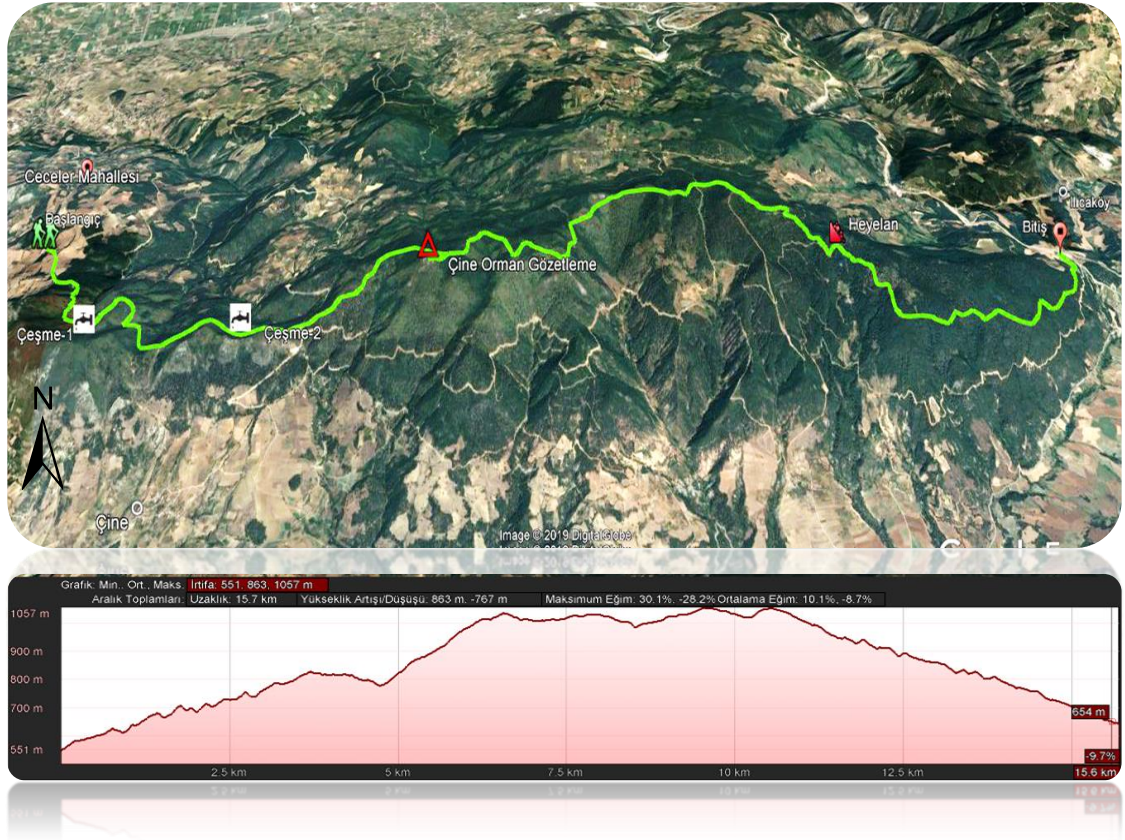 Ceceler Mahallesi
Başlangıç
Ilıcaköy
Heyelan
Bitiş
Çine Orman Gözetleme
Çeşme-1
Çeşme-2
N
Çine
Image © 2019 DigitalGlobe
Grafik: Min., Ort., Maks. İrtifa: 551, 863, 1057 m
Aralık Toplamları: Uzaklık: 15.7 km Yükseklik Artışı/Düşüşü: 863 m, -767 m Maksimum Eğim: 30.1%, -28.2% Ortalama Eğim: 10.1%, -8.7%
1057 m
900 m
800 m
700 m
654 m
551 m
-9.7%
2.5 km 5 km 7.5 km 10 km 12.5 km 15.6 km